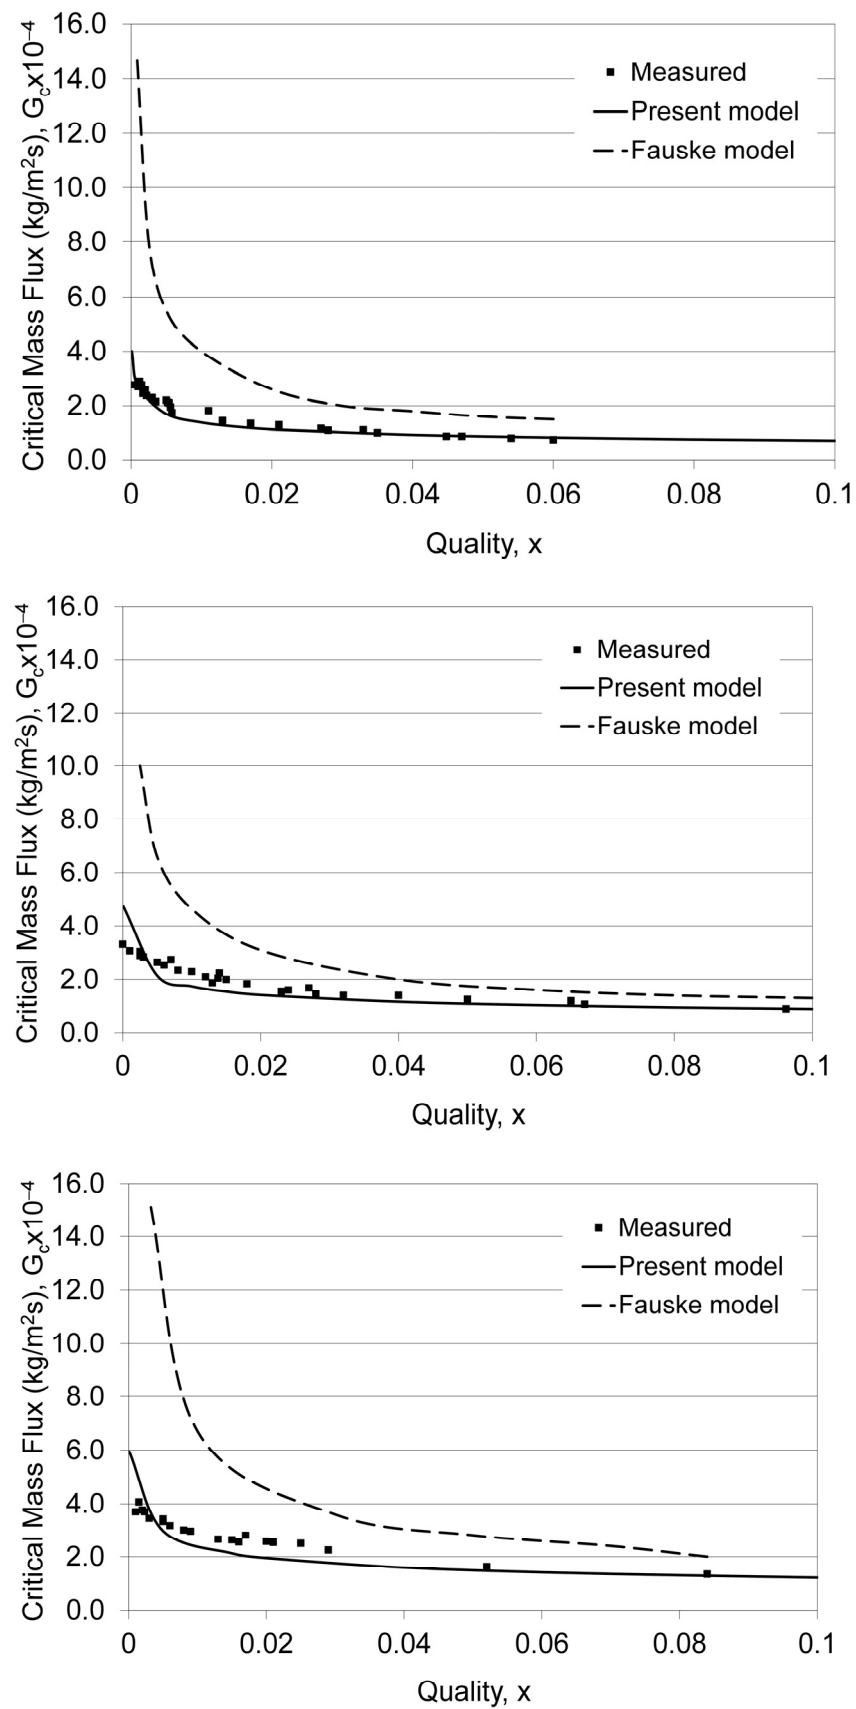 Critical Mass Flux (kg/m²s), Gcx10⁻⁴
16.0
14.0
12.0
10.0
8.0
6.0
4.0
2.0
0.0
Measured
Present model
Fauske model
0 0.02 0.04 0.06 0.08 0.1
Quality, x
Critical Mass Flux (kg/m²s), Gcx10⁻⁴
16.0
14.0
12.0
10.0
8.0
6.0
4.0
2.0
0.0
Measured
Present model
Fauske model
0 0.02 0.04 0.06 0.08 0.1
Quality, x
Critical Mass Flux (kg/m²s), Gcx10⁻⁴
16.0
14.0
12.0
10.0
8.0
6.0
4.0
2.0
0.0
Measured
Present model
Fauske model
0 0.02 0.04 0.06 0.08 0.1
Quality, x